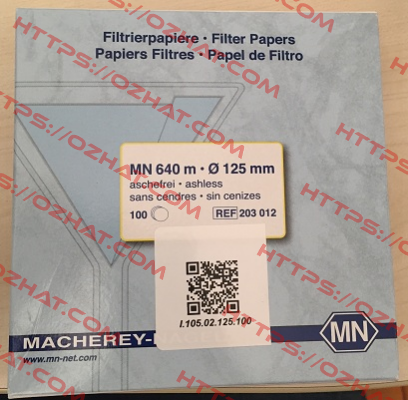 Filtrierpapiere · Filter Papers
Papiers Filtres · Papel de Filtro
MN 640 m · Ø 125 mm
aschefrei · ashless
sans cendres · sin cenizes
100 REF 203 012
I.105.02.125.100
MACHEREY-
MN
www.mn-net.com
HTTPS://OZHAT.COM